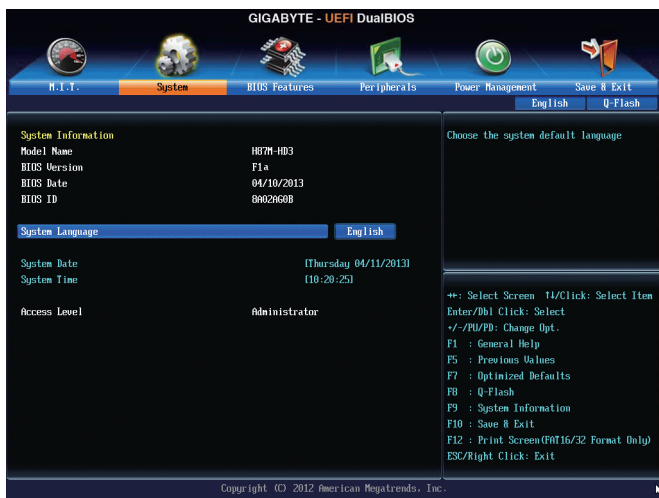 GIGABYTE - UEFI DualBIOS
M.I.T. System BIOS Features Peripherals Power Management Save & Exit
English Q-Flash
System Information
Model Name H87M-HD3
BIOS Version F1a
BIOS Date 04/10/2013
BIOS ID 8A02AG0B
System Language English
System Date [Thursday 04/11/2013]
System Time [10:20:25]
Access Level Administrator
Choose the system default language
→←: Select Screen ↑↓/Click: Select Item
Enter/Dbl Click: Select
+/-/PU/PD: Change Opt.
F1 : General Help
F5 : Previous Values
F7 : Optimized Defaults
F8 : Q-Flash
F9 : System Information
F10 : Save & Exit
F12 : Print Screen(FAT16/32 Format Only)
ESC/Right Click: Exit
Copyright (C) 2012 American Megatrends, Inc.